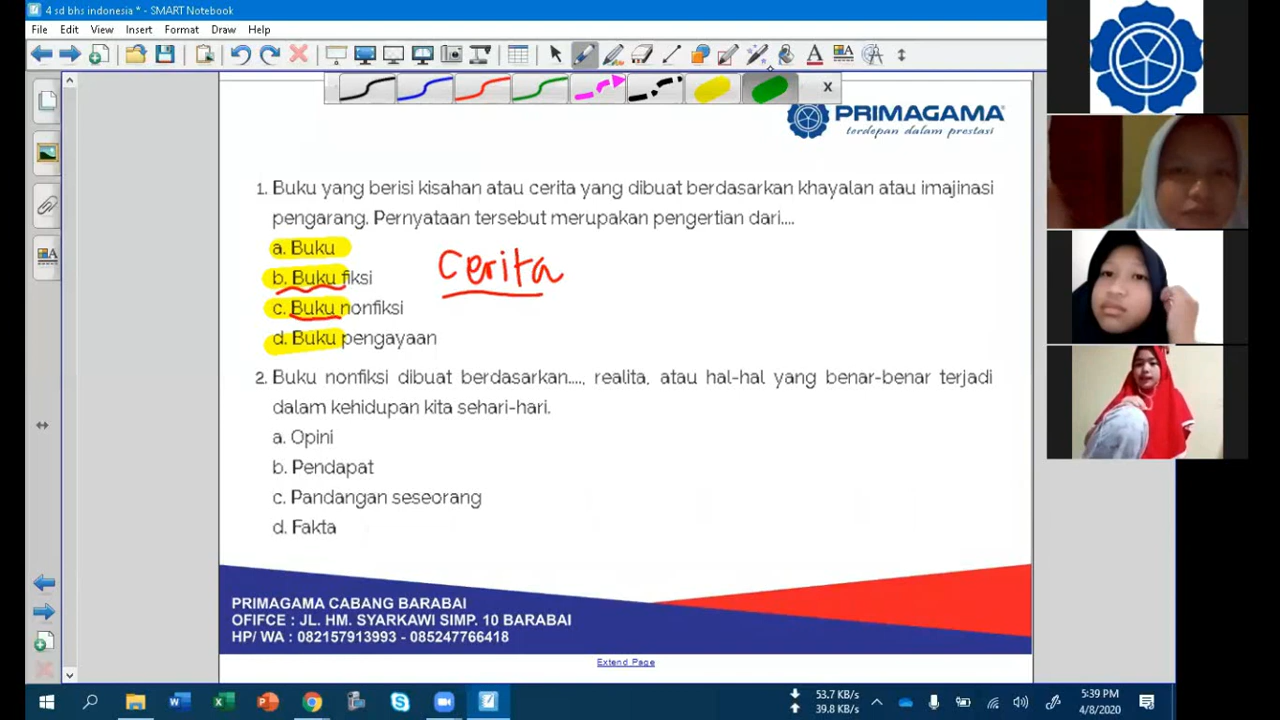 4 sd bhs indonesia * - SMART Notebook
File Edit View Insert Format Draw Help
x
PRIMAGAMA
terdepan dalam prestasi
1. Buku yang berisi kisahan atau cerita yang dibuat berdasarkan khayalan atau imajinasi
pengarang. Pernyataan tersebut merupakan pengertian dari....
a. Buku
b. Buku fiksi
c. Buku nonfiksi
d. Buku pengayaan
Cerita
2. Buku nonfiksi dibuat berdasarkan...., realita, atau hal-hal yang benar-benar terjadi
dalam kehidupan kita sehari-hari.
a. Opini
b. Pendapat
c. Pandangan seseorang
d. Fakta
PRIMAGAMA CABANG BARABAI
OFIFCE : JL. HM. SYARKAWI SIMP. 10 BARABAI
HP/ WA : 082157913993 - 085247766418
Extend Page
53.7 KB/s
39.8 KB/s
5:39 PM
4/8/2020